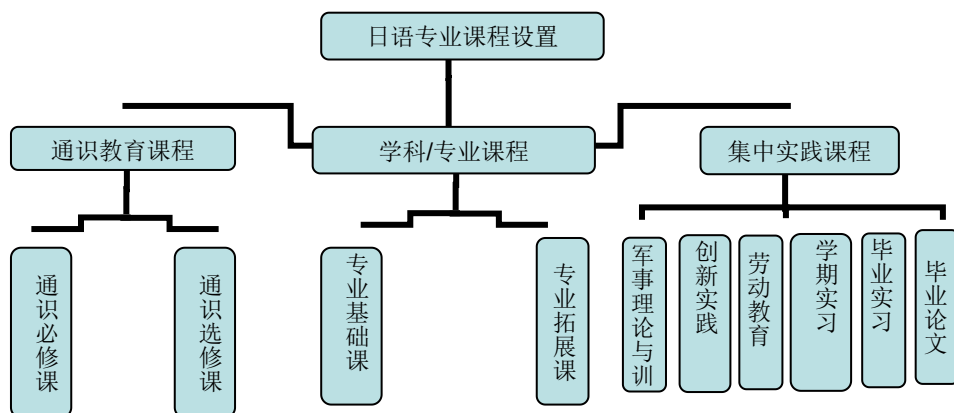 日语专业课程设置
通识教育课程
学科/专业课程
集中实践课程
通识必修课
通识选修课
专业基础课
专业拓展课
军事理论与训
创新实践
劳动教育
学期实习
毕业实习
毕业论文